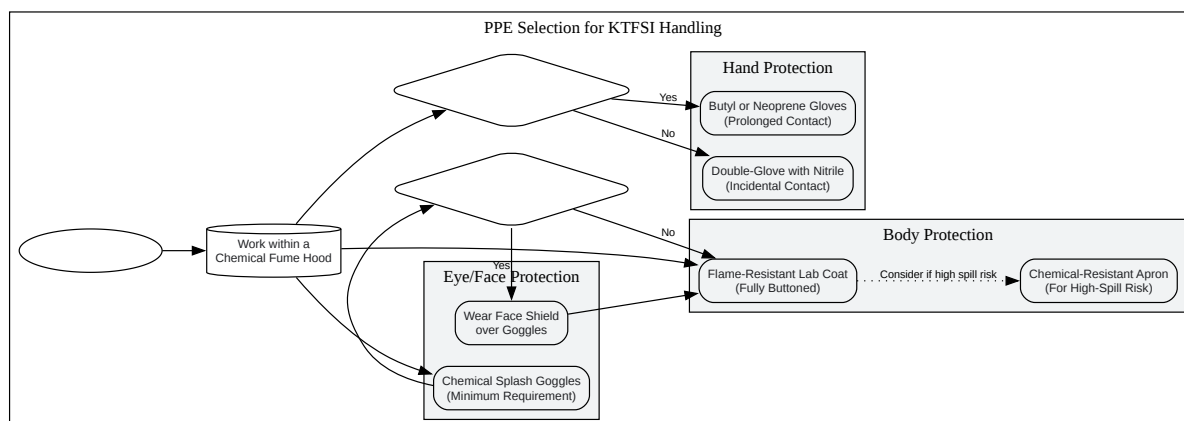 PPE Selection for KTFSI Handling
Hand Protection
Yes
Butyl or Neoprene Gloves
(Prolonged Contact)
No
Double-Glove with Nitrile
(Incidental Contact)
Work within a
Chemical Fume Hood
No
Body Protection
Yes
Eye/Face Protection
Flame-Resistant Lab Coat
(Fully Buttoned)
Consider if high spill risk
Chemical-Resistant Apron
(For High-Spill Risk)
Wear Face Shield
over Goggles
Chemical Splash Goggles
(Minimum Requirement)